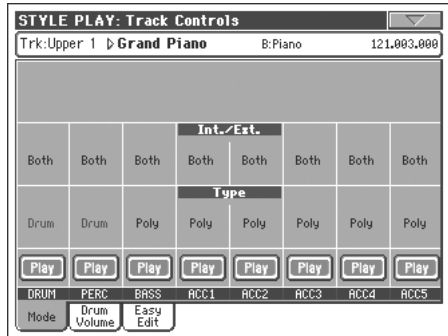 STYLE PLAY: Track Controls
Trk:Upper 1 Grand Piano B:Piano 121.003.000
Int./Ext.
Both Both Both Both Both Both Both Both
Type
Drum Drum Poly Poly Poly Poly Poly Poly
Play Play Play Play Play Play Play Play
DRUM PERC BASS ACC1 ACC2 ACC3 ACC4 ACC5
Mode Drum Volume Easy Edit